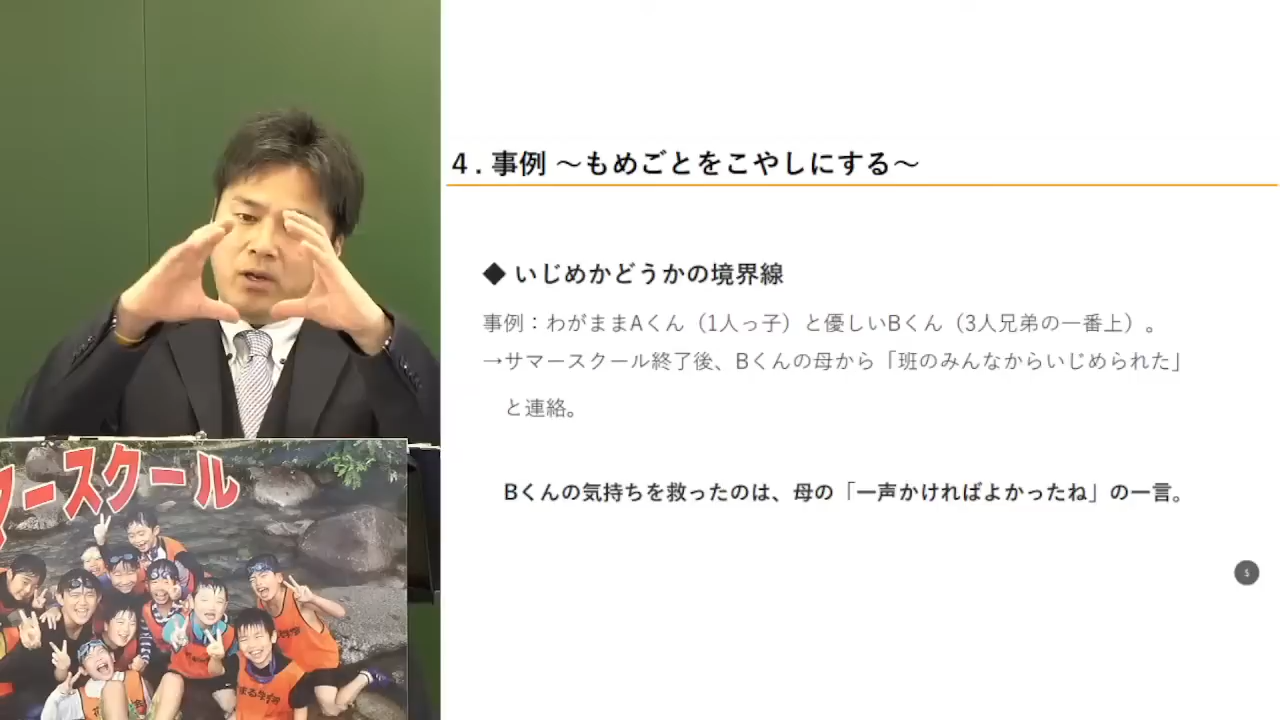 4. 事例 ～もめごとをこやしにする～
◆ いじめかどうかの境界線
事例：わがままAくん（1人っ子）と優しいBくん（3人兄弟の一番上）。
→サマースクール終了後、Bくんの母から「班のみんなからいじめられた」
と連絡。
Bくんの気持ちを救ったのは、母の「一声かければよかったね」の一言。
5
マースクール